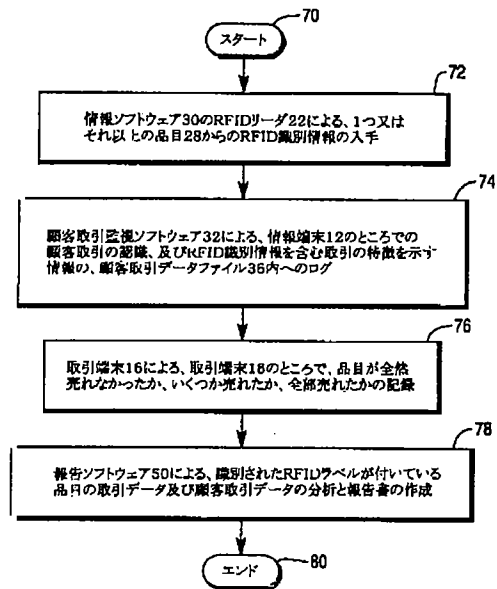 70
スタート
72
情報ソフトウェア30のRFIDリーダ22による、1つ又は
それ以上の品目28からのRFID識別情報の入手
74
顧客取引監視ソフトウェア32による、情報端末12のところでの
顧客取引の認識、及びRFID識別情報を含む取引の特徴を示す
情報の、顧客取引データファイル36内へのログ
76
取引端末16による、取引端末16のところで、品目が全然
売れなかったか、いくつか売れたか、全部売れたかの記録
78
報告ソフトウェア50による、識別されたRFIDラベルが付いている
品目の取引データ及び顧客取引データの分析と報告書の作成
エンド
80